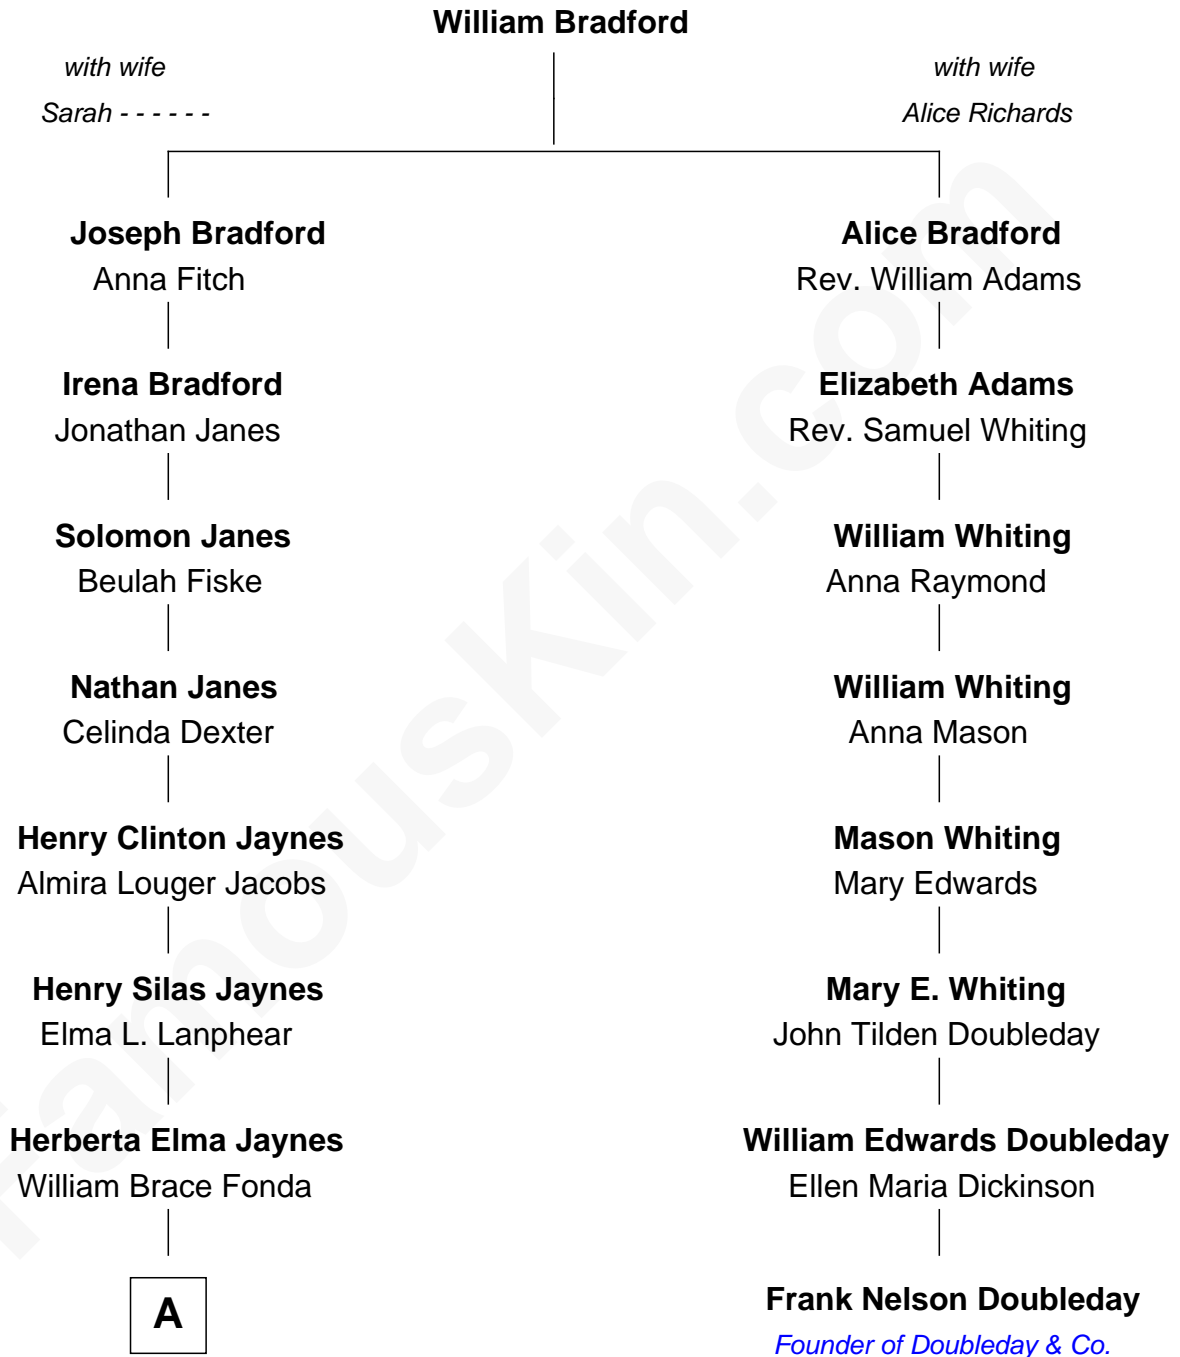 William Bradford
with wife
Sarah - - - - - -
with wife
Alice Richards
Joseph Bradford
Anna Fitch
Alice Bradford
Rev. William Adams
Irena Bradford
Jonathan Janes
Elizabeth Adams
Rev. Samuel Whiting
Solomon Janes
Beulah Fiske
William Whiting
Anna Raymond
Nathan Janes
Celinda Dexter
William Whiting
Anna Mason
Henry Clinton Jaynes
Almira Louger Jacobs
Mason Whiting
Mary Edwards
Henry Silas Jaynes
Elma L. Lanphear
Mary E. Whiting
John Tilden Doubleday
Herberta Elma Jaynes
William Brace Fonda
William Edwards Doubleday
Ellen Maria Dickinson
A
Frank Nelson Doubleday
Founder of Doubleday & Co.
FamousKin.com